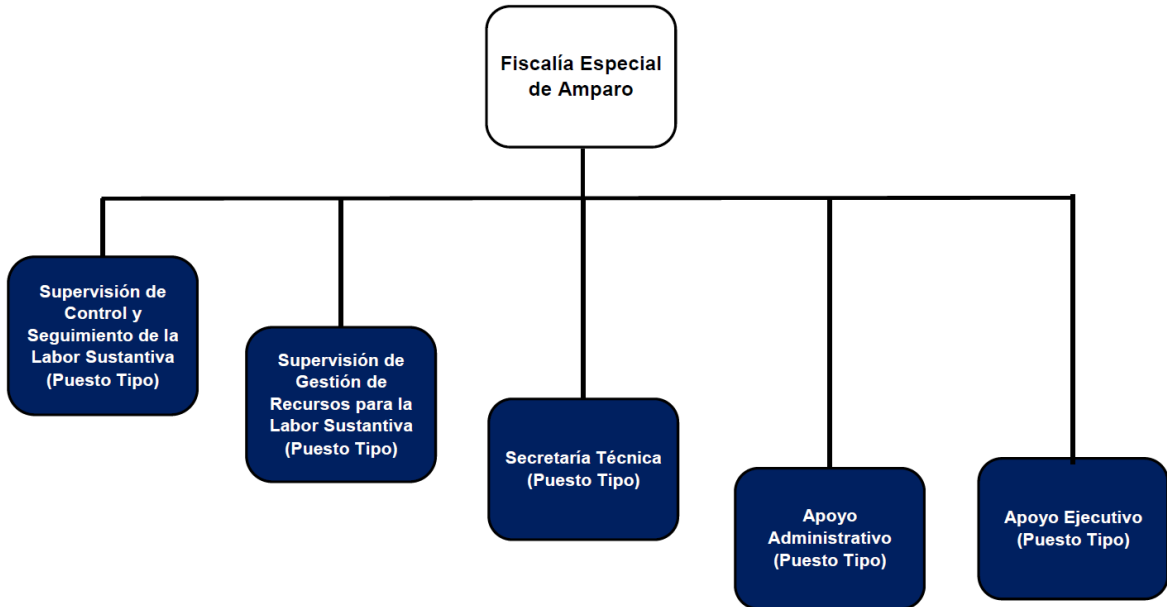 Fiscalía Especial
de Amparo
Supervisión de
Control y
Seguimiento de la
Labor Sustantiva
(Puesto Tipo)
Supervisión de
Gestión de
Recursos para la
Labor Sustantiva
(Puesto Tipo)
Secretaría Técnica
(Puesto Tipo)
Apoyo
Administrativo
(Puesto Tipo)
Apoyo Ejecutivo
(Puesto Tipo)